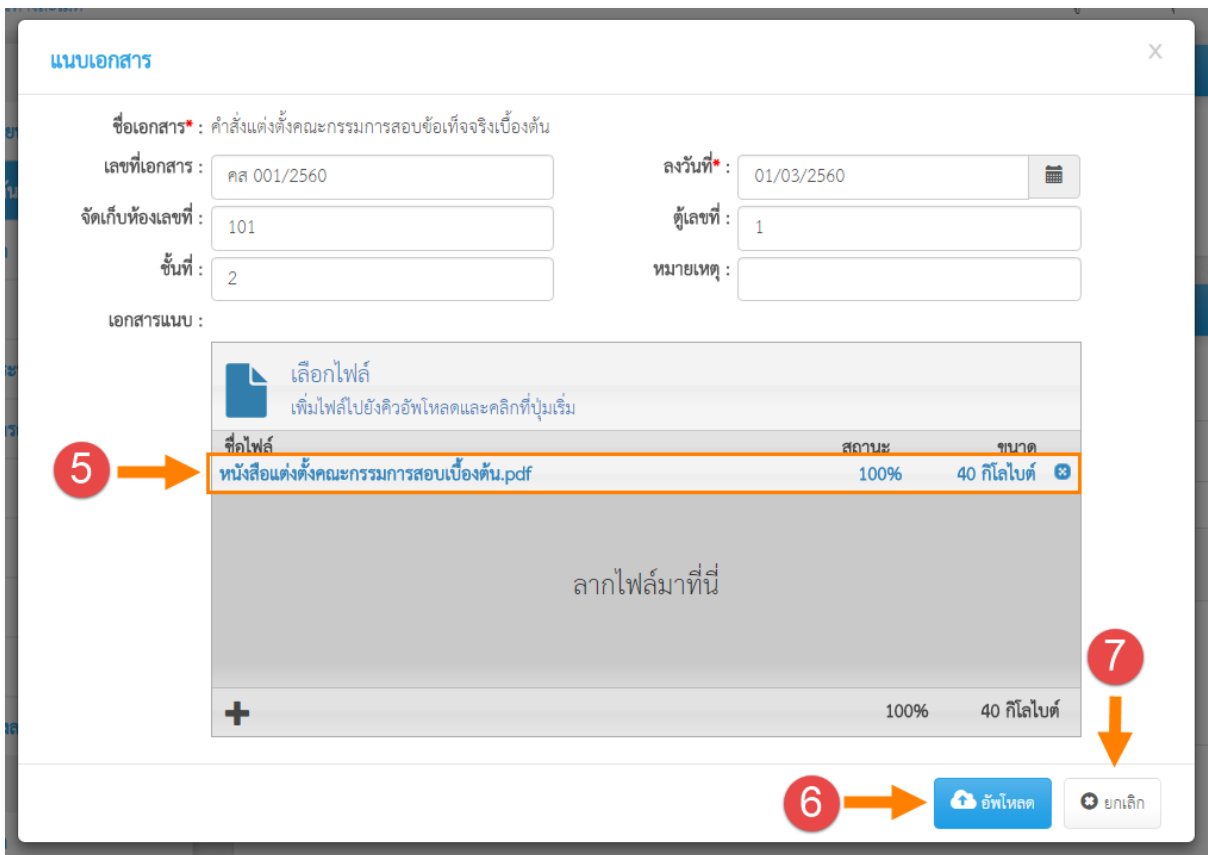 แนบเอกสาร
X
ชื่อเอกสาร* : คำสั่งแต่งตั้งคณะกรรมการสอบข้อเท็จจริงเบื้องต้น
เลขที่เอกสาร : คส 001/2560 ลงวันที่* : 01/03/2560
จัดเก็บห้องเลขที่ : 101 ตู้เลขที่ : 1
ชั้นที่ : 2 หมายเหตุ :
เอกสารแนบ :
เลือกไฟล์
เพิ่มไฟล์ไปยังคิวอัพโหลดและคลิกที่ปุ่มเริ่ม
ชื่อไฟล์ สถานะ ขนาด
5 หนังสือแต่งตั้งคณะกรรมการสอบเบื้องต้น.pdf 100% 40 กิโลไบต์
ลากไฟล์มาที่นี่
7
100% 40 กิโลไบต์
6 อัพโหลด ยกเลิก